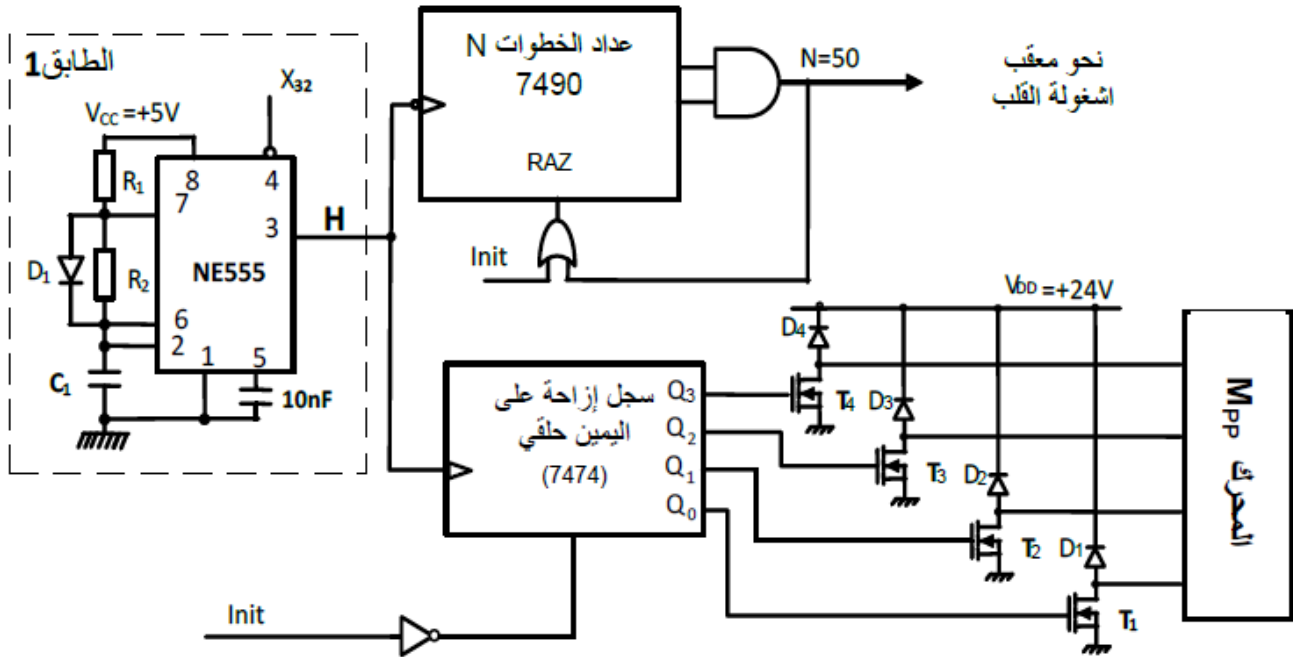 الطابق1
X32
VCC =+5V
R1
8
4
7
3
H
D1
R2
NE555
6
2
1
5
C1
10nF
عداد الخطوات N
7490
RAZ
Init
N=50
نحو معقب
اشغولة القلب
سجل إزاحة على
اليمين حلقي
(7474)
Q3
Q2
Q1
Q0
Init
VDD =+24V
D4
T4
D3
T3
D2
T2
D1
T1
المحرك MPP